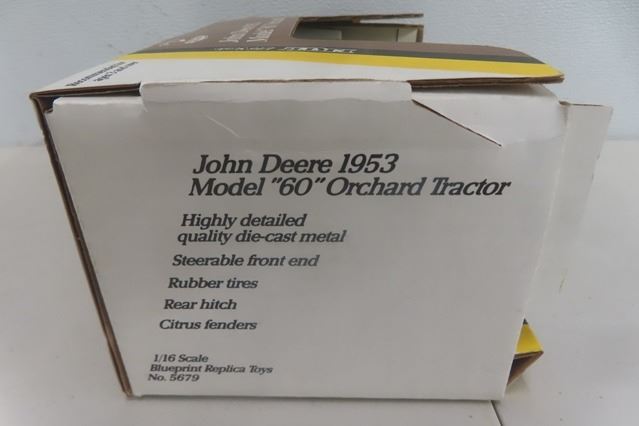 John Deere 1953
Model "60" Orchard Tractor
Highly detailed
quality die-cast metal
Steerable front end
Rubber tires
Rear hitch
Citrus fenders
1/16 Scale
Blueprint Replica Toys
No. 5679